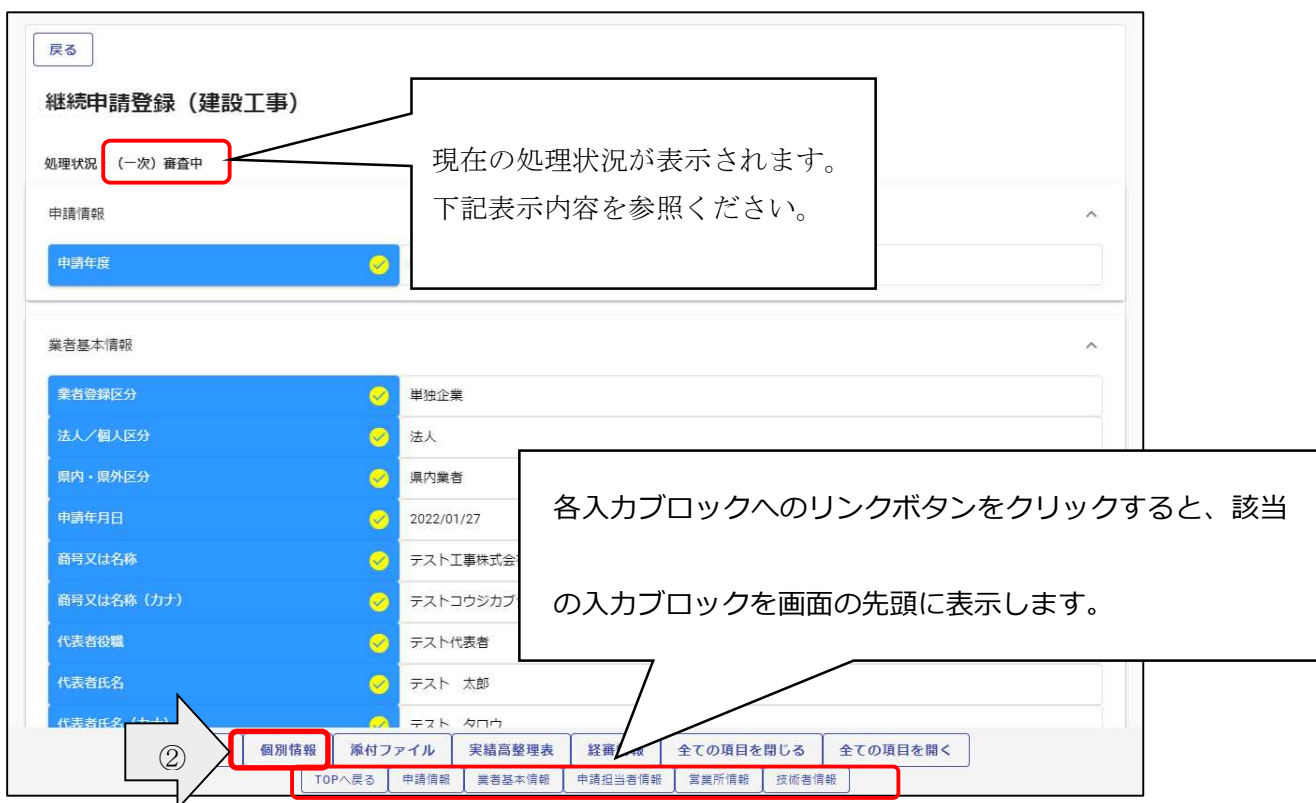 戻る
継続申請登録（建設工事）
処理状況：（一次）審査中
現在の処理状況が表示されます。
下記表示内容を参照ください。
申請情報
申請年度
業者基本情報
業者登録区分 単独企業
法人／個人区分 法人
県内・県外区分 県内業者
申請年月日 2022/01/27
商号又は名称 テスト工事株式会
商号又は名称（カナ） テストコウジカブ
代表者役職 テスト代表者
代表者氏名 テスト 太郎
代表者氏名（カナ） テスト タロウ
各入力ブロックへのリンクボタンをクリックすると、該当
の入力ブロックを画面の先頭に表示します。
② 個別情報 添付ファイル 実績高整理表 経審情報 全ての項目を閉じる 全ての項目を開く
TOPへ戻る 申請情報 業者基本情報 申請担当者情報 営業所情報 技術者情報